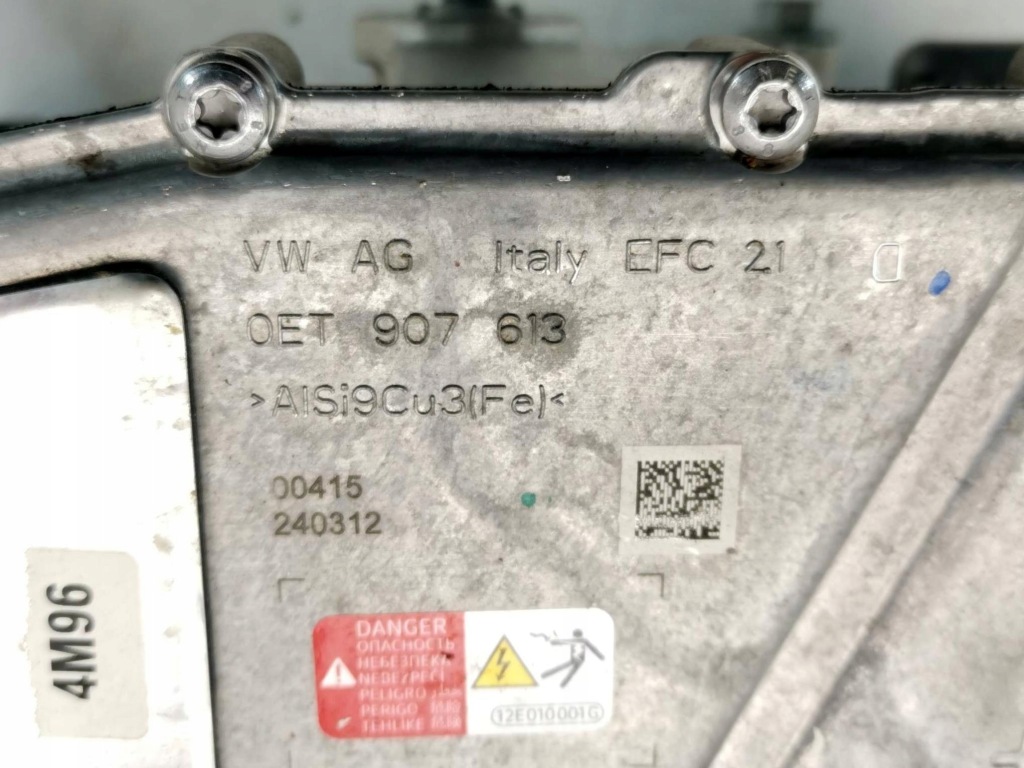 VW AG Italy EFC 21 D
0ET 907 613
>AlSi9Cu3(Fe)<
00415
240312
4M96
DANGER
ОПАСНОСТЬ
НЕБЕЗПЕКА
PELIGRO
PERIGO
TEHLIKE
12E010001G